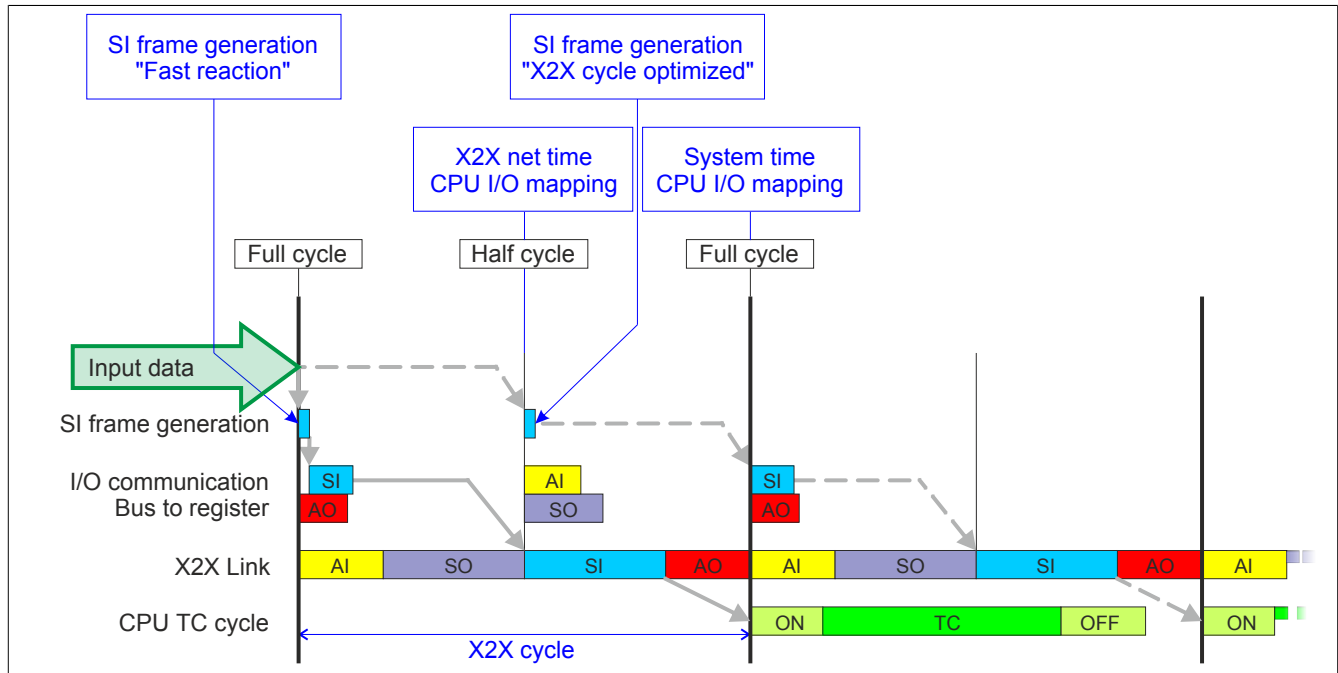 SI frame generation
"Fast reaction"
SI frame generation
"X2X cycle optimized"
X2X net time
CPU I/O mapping
System time
CPU I/O mapping
Full cycle
Half cycle
Full cycle
Input data
SI frame generation
I/O communication
Bus to register
SI
AO
AI
SO
SI
AO
X2X Link
AI
SO
SI
AO
AI
SO
SI
AO
AI
CPU TC cycle
ON
TC
OFF
ON
X2X cycle